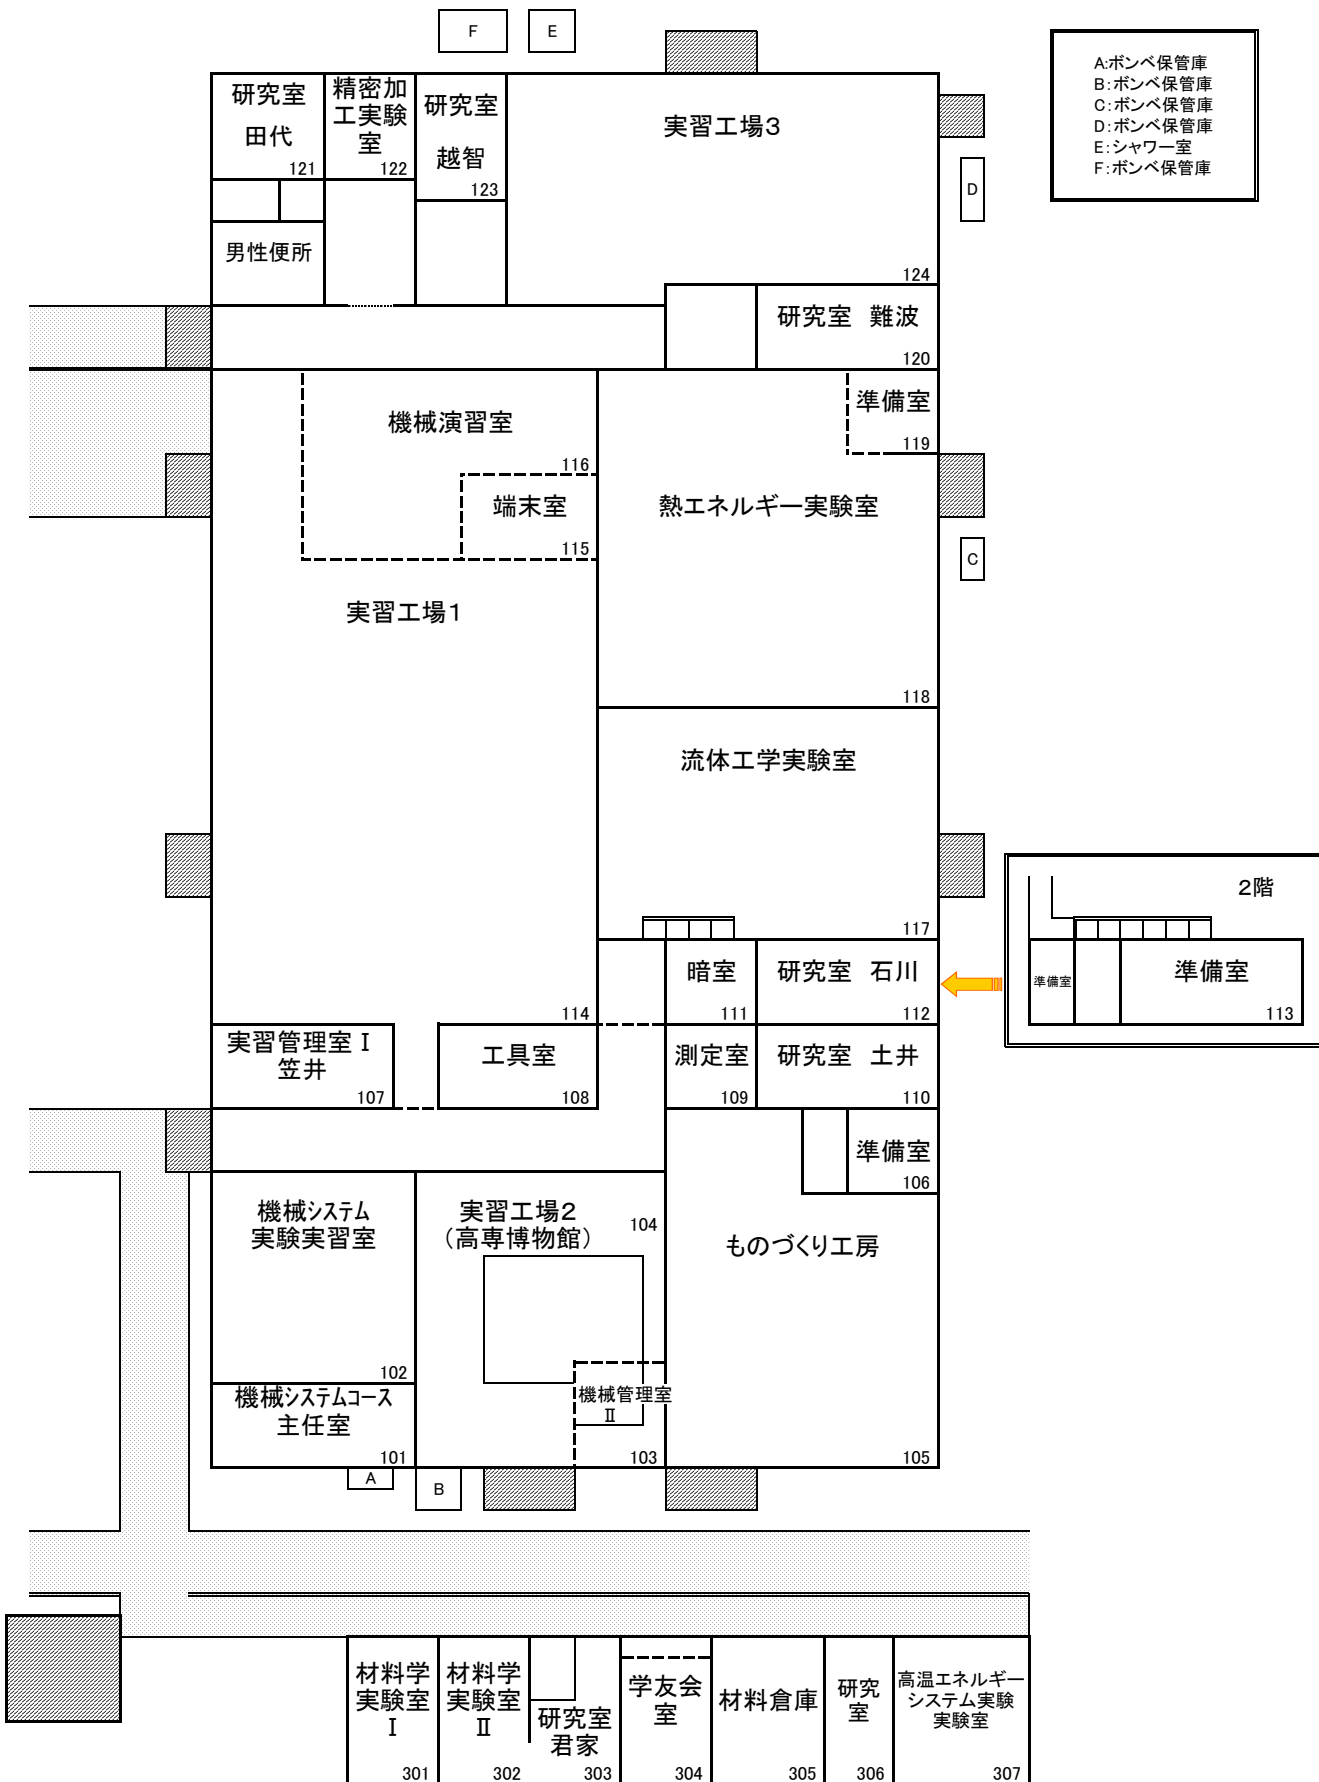 F
E
A:ボンベ保管庫
B:ボンベ保管庫
C:ボンベ保管庫
D:ボンベ保管庫
E:シャワー室
F:ボンベ保管庫
研究室
田代
121
精密加
工実験
室
122
研究室
越智
123
実習工場3
124
D
男性便所
研究室 難波
120
機械演習室
116
端末室
115
準備室
119
熱エネルギー実験室
118
C
実習工場1
114
流体工学実験室
117
2階
準備室
準備室
113
暗室
111
研究室 石川
112
実習管理室Ⅰ
笠井
107
工具室
108
測定室
109
研究室 土井
110
準備室
106
機械システム
実験実習室
102
実習工場2
(高専博物館)
104
ものづくり工房
105
機械管理室
Ⅱ
103
機械システムコース
主任室
101
A
B
材料学
実験室
Ⅰ
301
材料学
実験室
Ⅱ
302
研究室
君家
303
学友会
室
304
材料倉庫
305
研究
室
306
高温エネルギー
システム実験
実験室
307